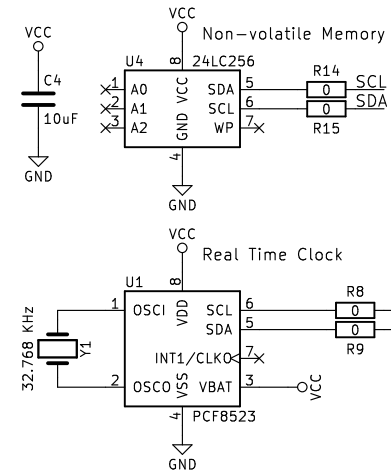 VCC
Non-volatile Memory
VCC
U4
8
24LC256
C4
10uF
GND
1
A0
2
A1
3
A2
VCC
GND
SDA
5
SCL
6
WP
7
R14
0
SCL
0
SDA
R15
4
GND
VCC
Real Time Clock
U1
8
1
OSCI
VDD
SCL
6
SDA
5
R8
0
0
R9
INT1/CLKO
7
32.768 KHz
Y1
2
OSCO
VSS
VBAT
3
VCC
4
PCF8523
GND